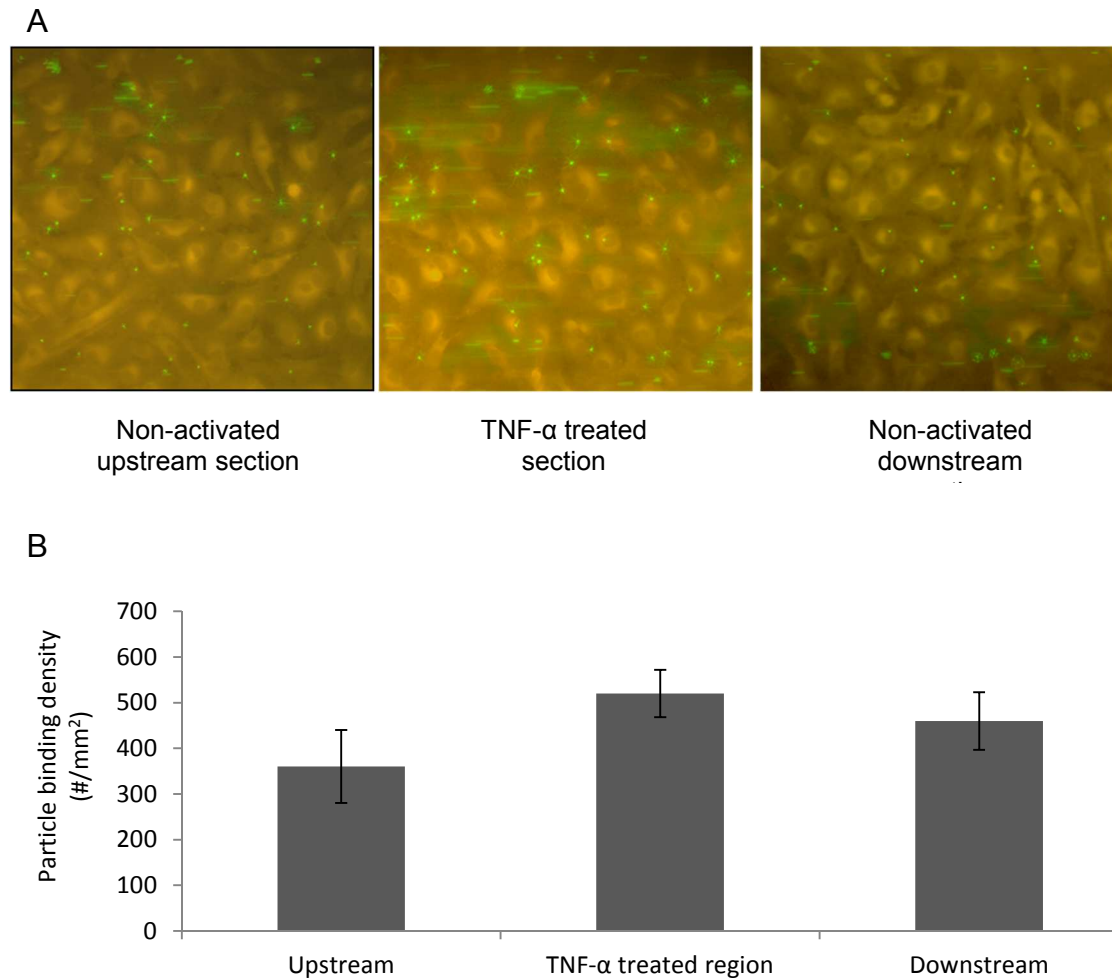 A
Non-activated
upstream section
TNF-α treated
section
Non-activated
downstream
B
Particle binding density
(#/mm²)
700
600
500
400
300
200
100
0
Upstream
TNF-α treated region
Downstream